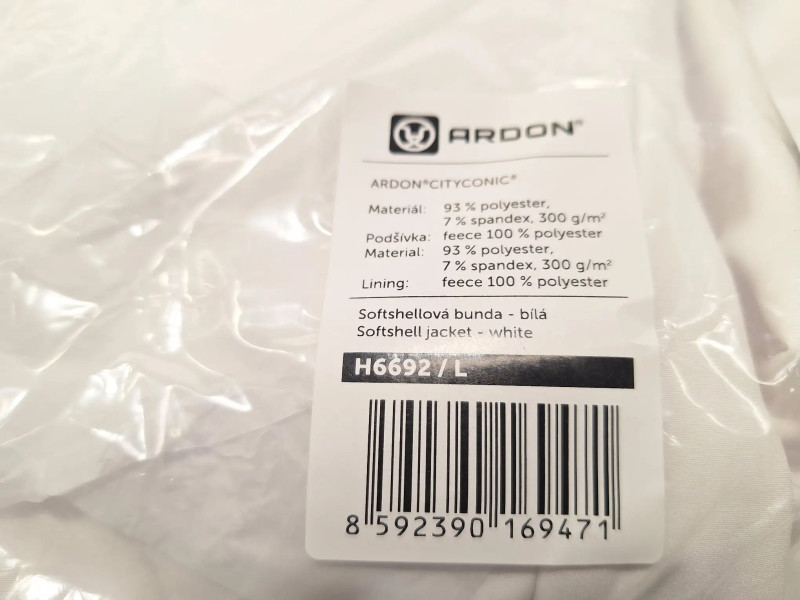 ARDON®
ARDON®CITYCONIC®
Materiál: 93 % polyester,
7 % spandex, 300 g/m²
Podšívka: feece 100 % polyester
Material: 93 % polyester,
7 % spandex, 300 g/m²
Lining: feece 100 % polyester
Softshellová bunda - bílá
Softshell jacket - white
H6692 / L
8 592390 169471